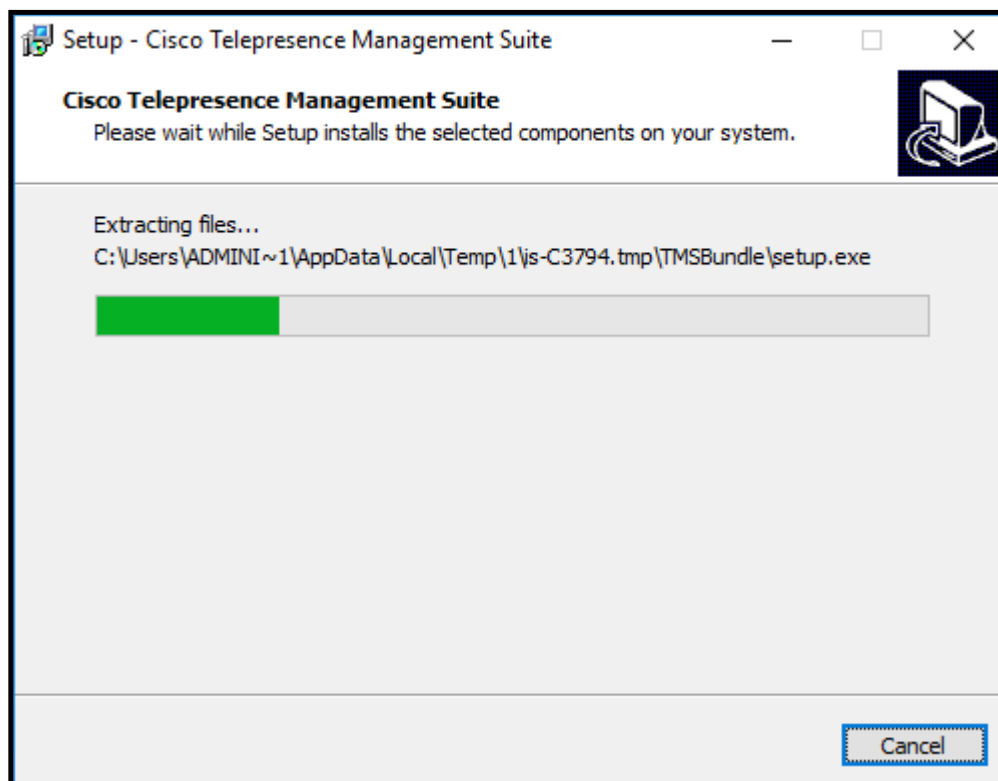 Setup - Cisco Telepresence Management Suite
Cisco Telepresence Management Suite
Please wait while Setup installs the selected components on your system.
Extracting files...
C:\Users\ADMINI~1\AppData\Local\Temp\1\is-C3794.tmp\TMSBundle\setup.exe
Cancel